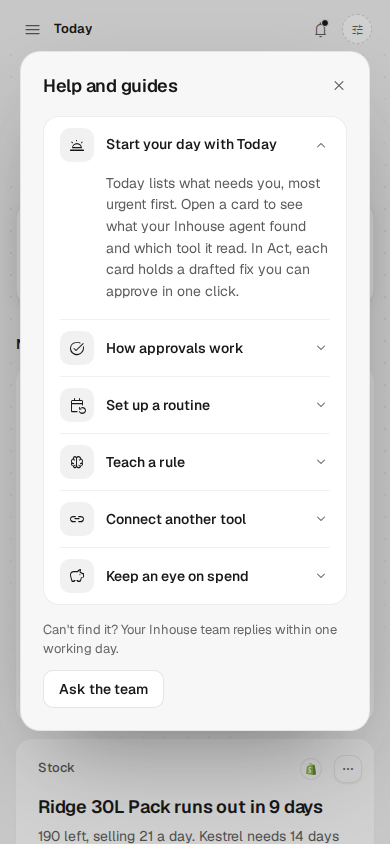 Today
Help and guides
Start your day with Today
Today lists what needs you, most
urgent first. Open a card to see
what your Inhouse agent found
and which tool it read. In Act, each
card holds a drafted fix you can
approve in one click.
How approvals work
Set up a routine
Teach a rule
Connect another tool
Keep an eye on spend
Can't find it? Your Inhouse team replies within one
working day.
Ask the team
Stock
Ridge 30L Pack runs out in 9 days
190 left, selling 21 a day. Kestrel needs 14 days